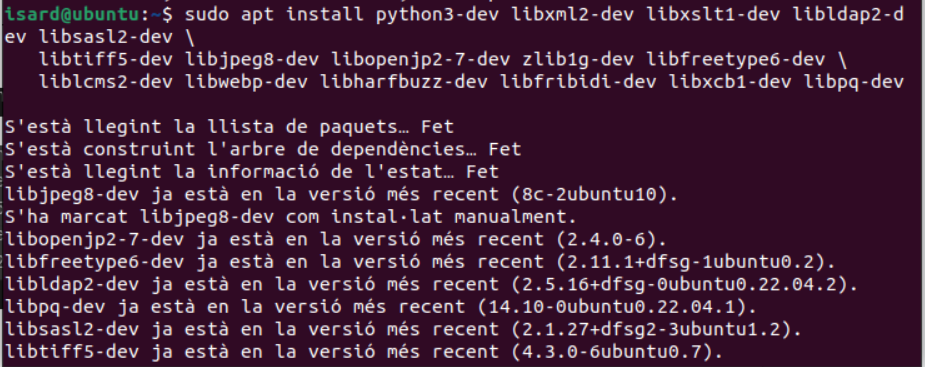 isard@ubuntu:~$ sudo apt install python3-dev libxml2-dev libxslt1-dev libldap2-d
ev libsasl2-dev \
libtiff5-dev libjpeg8-dev libopenjp2-7-dev zlib1g-dev libfreetype6-dev \
liblcms2-dev libwebp-dev libharfbuzz-dev libfribidi-dev libxcb1-dev libpq-dev
S'està llegint la llista de paquets… Fet
S'està construint l'arbre de dependències… Fet
S'està llegint la informació de l'estat… Fet
libjpeg8-dev ja està en la versió més recent (8c-2ubuntu10).
S'ha marcat libjpeg8-dev com instal·lat manualment.
libopenjp2-7-dev ja està en la versió més recent (2.4.0-6).
libfreetype6-dev ja està en la versió més recent (2.11.1+dfsg-1ubuntu0.2).
libldap2-dev ja està en la versió més recent (2.5.16+dfsg-0ubuntu0.22.04.2).
libpq-dev ja està en la versió més recent (14.10-0ubuntu0.22.04.1).
libsasl2-dev ja està en la versió més recent (2.1.27+dfsg2-3ubuntu1.2).
libtiff5-dev ja està en la versió més recent (4.3.0-6ubuntu0.7).